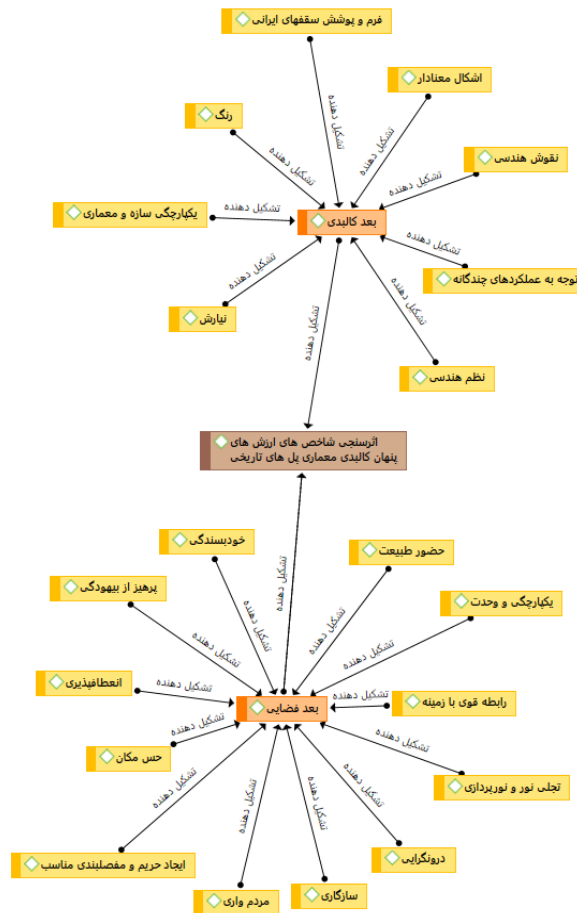 فرم و پوشش سقفهای ایرانی
اشکال معنادار
رنگ
نقوش هندسی
یکپارچگی سازه و معماری
بعد کالبدی
توجه به عملکردهای چندگانه
نیارش
نظم هندسی
تشکیل دهنده
تشکیل دهنده
تشکیل دهنده
تشکیل دهنده
تشکیل دهنده
تشکیل دهنده
تشکیل دهنده
تشکیل دهنده
تشکیل دهنده
اثرسنجی شاخص های ارزش های
پنهان کالبدی معماری پل های تاریخی
تشکیل دهنده
خودبسندگی
حضور طبیعت
پرهیز از بیهودگی
یکپارچگی و وحدت
انعطافپذیری
بعد فضایی
رابطه قوی با زمینه
حس مکان
تجلی نور و نورپردازی
ایجاد حریم و مفصلبندی مناسب
درونگرایی
مردم واری
سازگاری
تشکیل دهنده
تشکیل دهنده
تشکیل دهنده
تشکیل دهنده
تشکیل دهنده
تشکیل دهنده
تشکیل دهنده
تشکیل دهنده
تشکیل دهنده
تشکیل دهنده
تشکیل دهنده
تشکیل دهنده